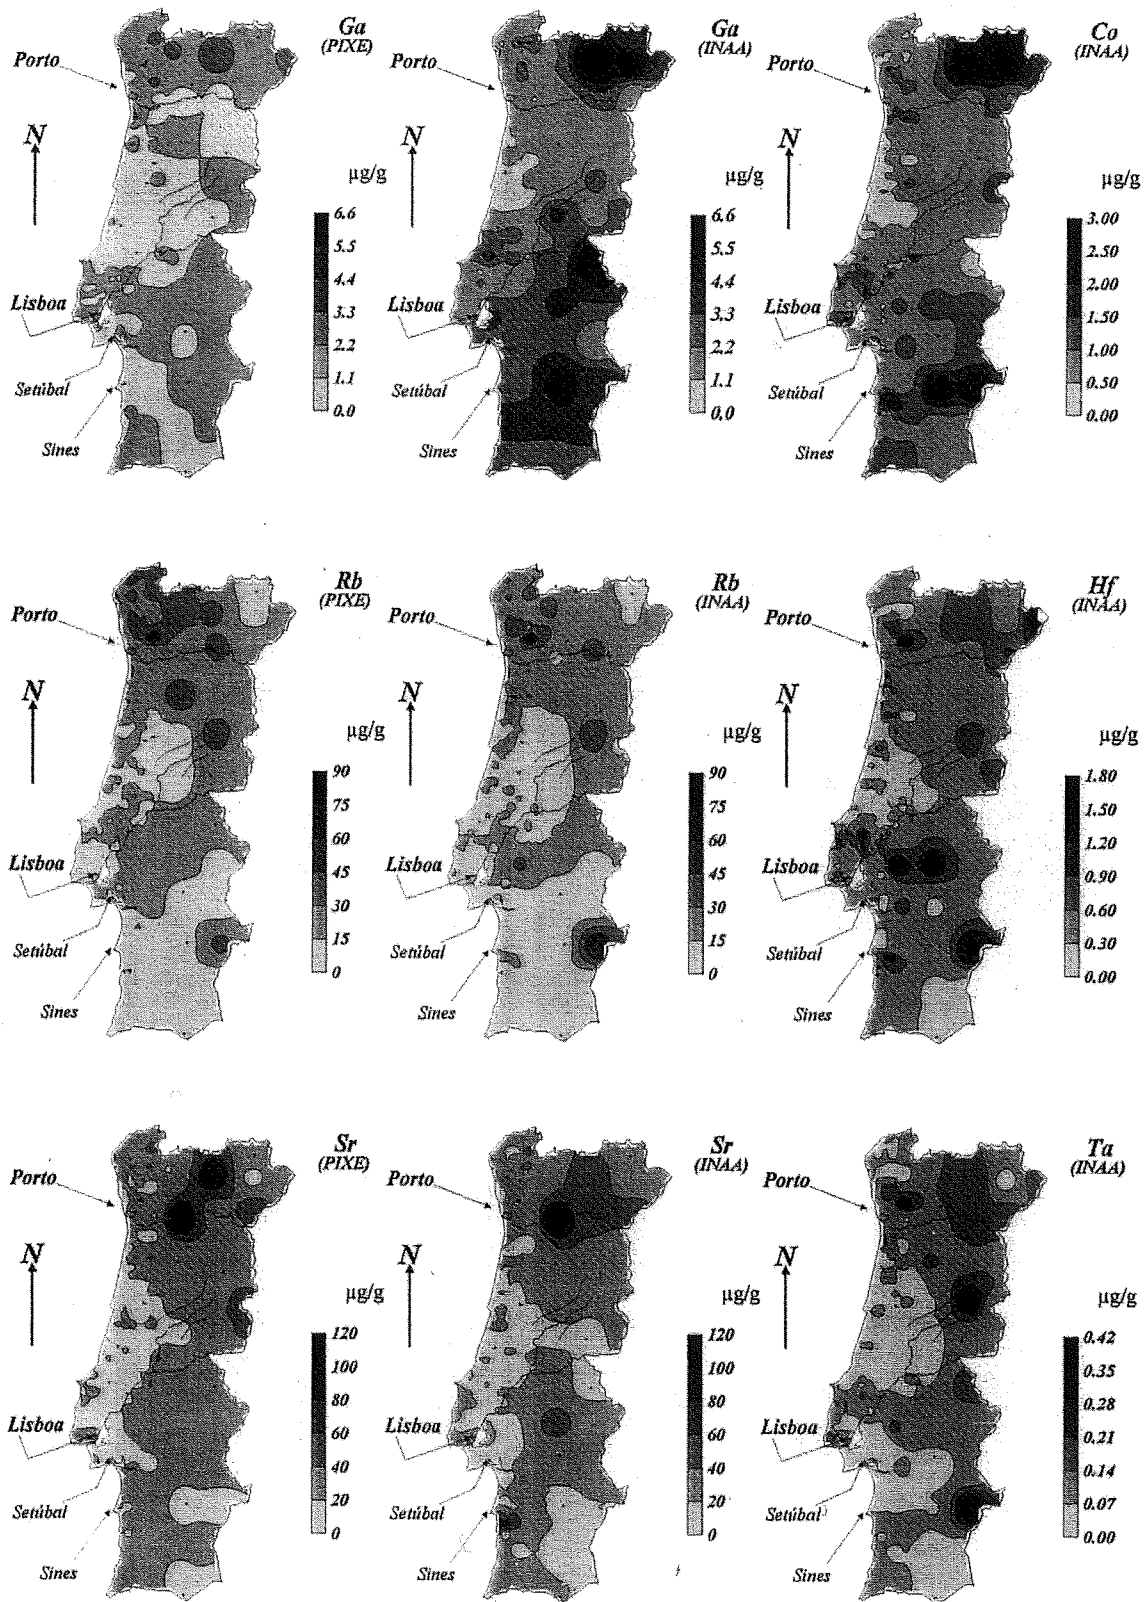 Ga
(PIXE)
Porto
N
µg/g
6.6
5.5
4.4
3.3
2.2
1.1
0.0
Lisboa
Setúbal
Sines
Ga
(INAA)
Porto
N
µg/g
6.6
5.5
4.4
3.3
2.2
1.1
0.0
Lisboa
Setúbal
Sines
Co
(INAA)
Porto
N
µg/g
3.00
2.50
2.00
1.50
1.00
0.50
0.00
Lisboa
Setúbal
Sines
Rb
(PIXE)
Porto
N
µg/g
90
75
60
45
30
15
0
Lisboa
Setúbal
Sines
Rb
(INAA)
Porto
N
µg/g
90
75
60
45
30
15
0
Lisboa
Setúbal
Sines
Hf
(INAA)
Porto
N
µg/g
1.80
1.50
1.20
0.90
0.60
0.30
0.00
Lisboa
Setúbal
Sines
Sr
(PIXE)
Porto
N
µg/g
120
100
80
60
40
20
0
Lisboa
Setúbal
Sines
Sr
(INAA)
Porto
N
µg/g
120
100
80
60
40
20
0
Lisboa
Setúbal
Sines
Ta
(INAA)
Porto
N
µg/g
0.42
0.35
0.28
0.21
0.14
0.07
0.00
Lisboa
Setúbal
Sines